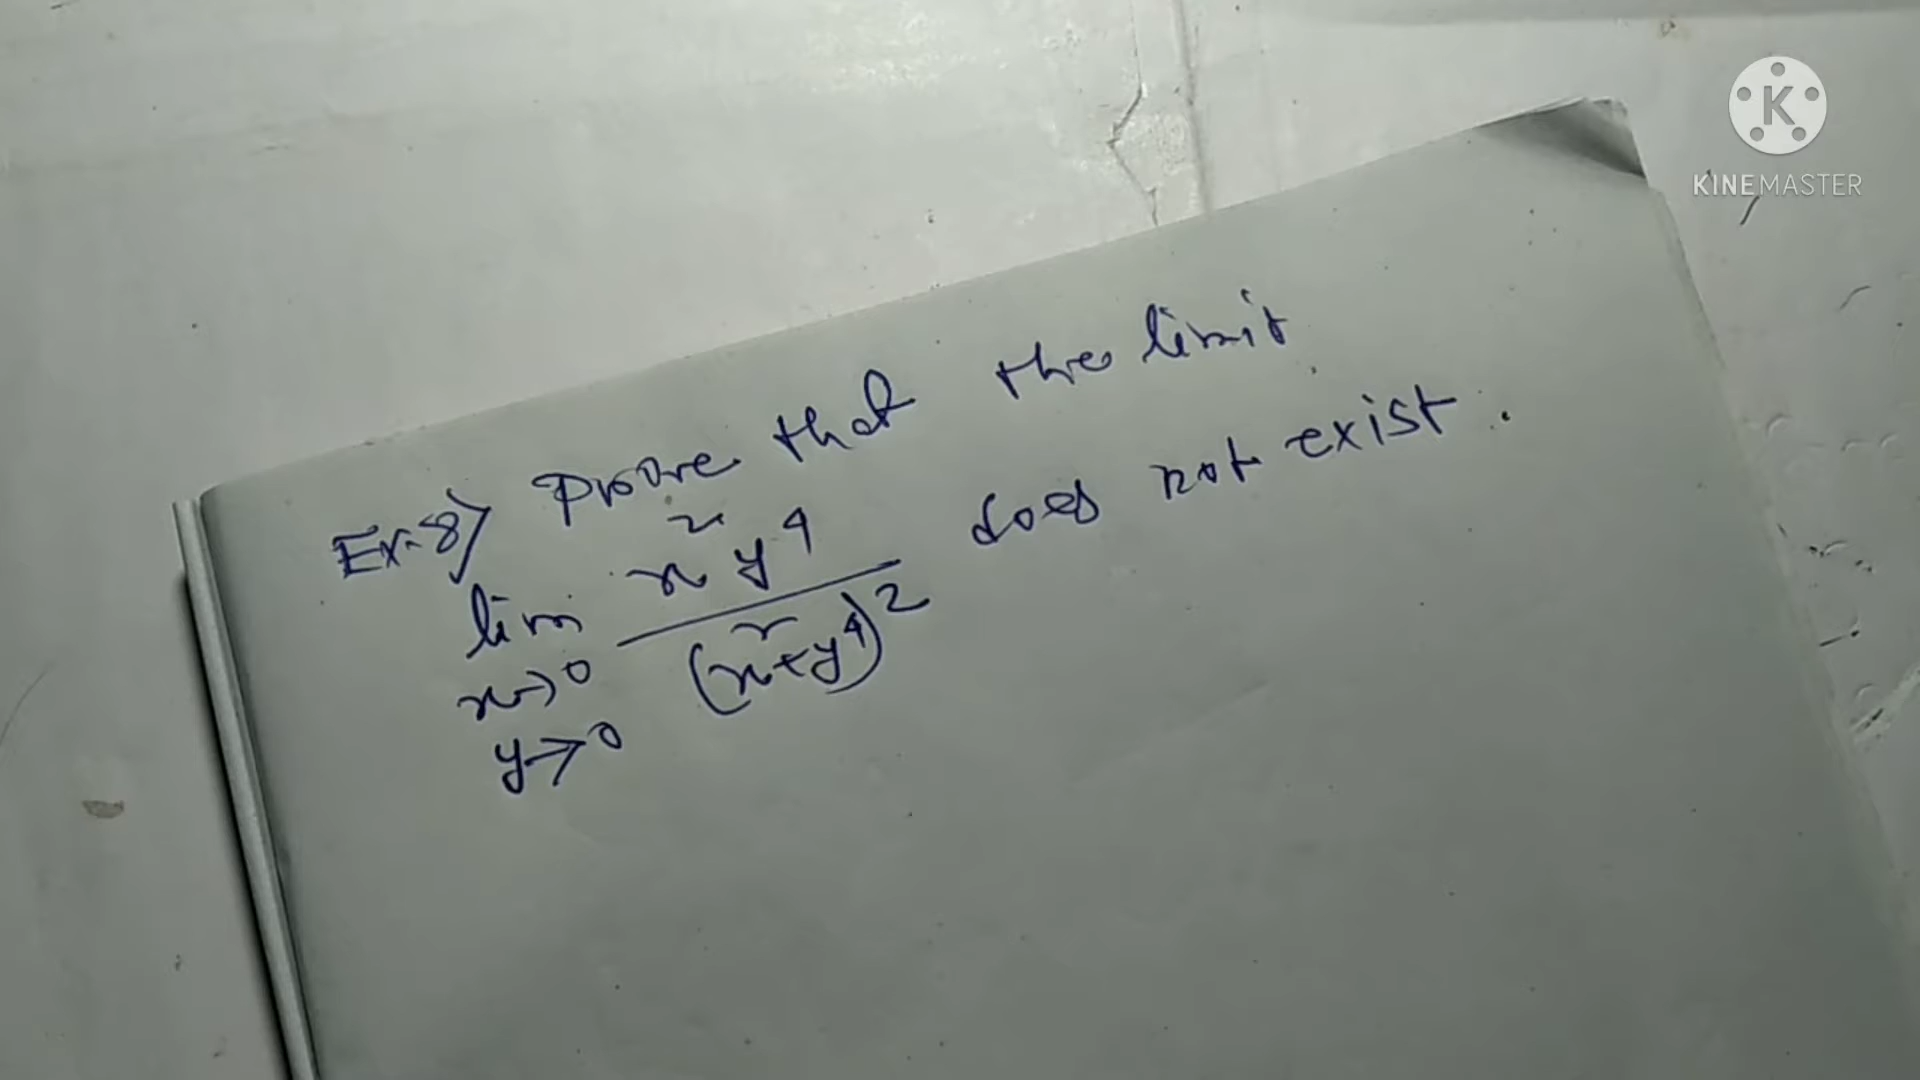 Ex-8) Prove that the limit
lim x²y⁴ / (x²+y⁴)² does not exist.
x→0
y→0
KINEMASTER